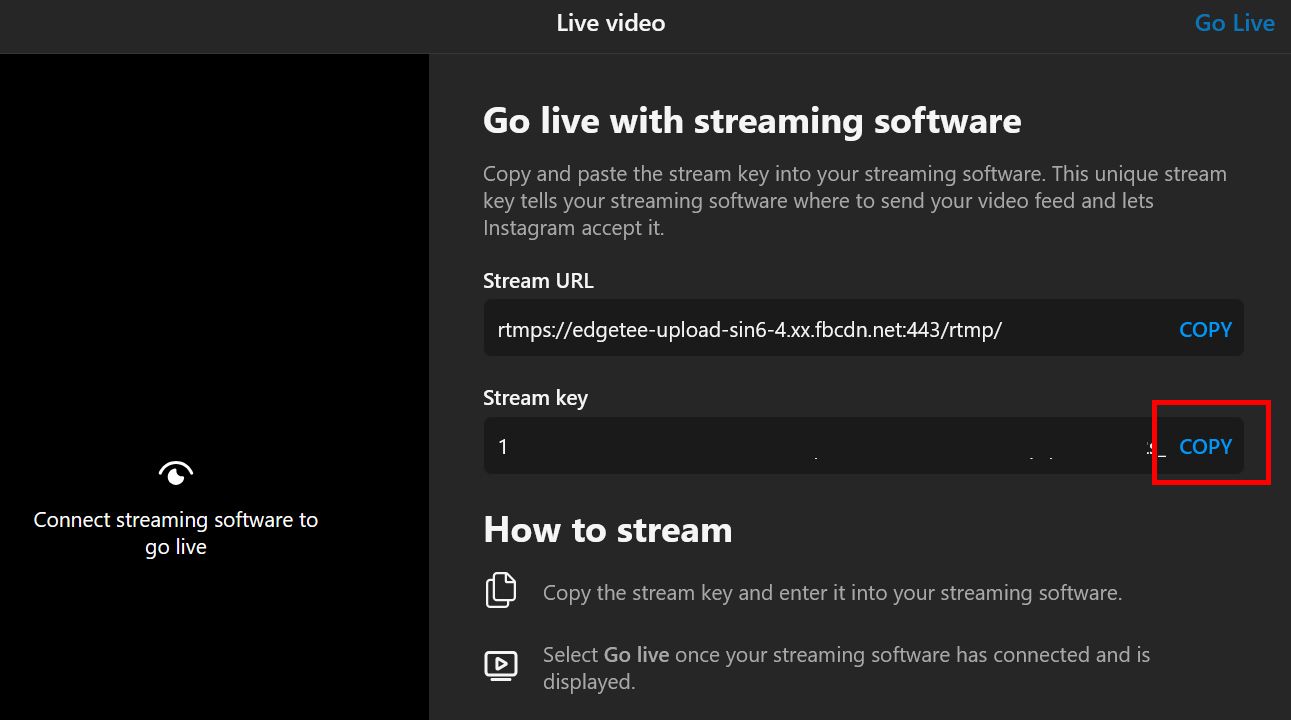 Live video
Go Live
Go live with streaming software
Copy and paste the stream key into your streaming software. This unique stream
key tells your streaming software where to send your video feed and lets
Instagram accept it.
Stream URL
rtmps://edgetee-upload-sin6-4.xx.fbcdn.net:443/rtmp/
COPY
Stream key
1
COPY
Connect streaming software to
go live
How to stream
Copy the stream key and enter it into your streaming software.
Select Go live once your streaming software has connected and is
displayed.